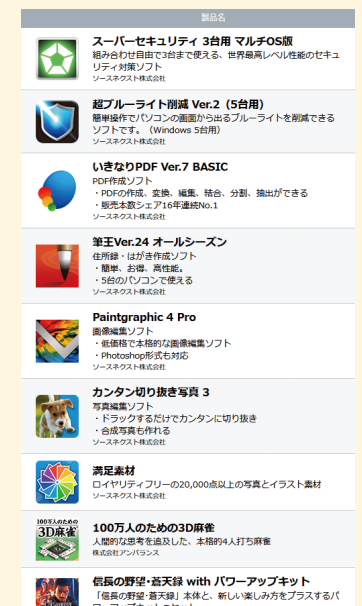 製品名
スーパーセキュリティ 3台用 マルチOS版
組み合わせ自由で3台まで使える、世界最高レベル性能のセキュ
リティ対策ソフト
ソースネクスト株式会社
超ブルーライト削減 Ver.2（5台用）
簡単操作でパソコンの画面から出るブルーライトを削減できる
ソフトです。（Windows 5台用）
ソースネクスト株式会社
いきなりPDF Ver.7 BASIC
PDF作成ソフト
・PDFの作成、変換、編集、結合、分割、抽出ができる
・販売本数シェア16年連続No.1
ソースネクスト株式会社
筆王Ver.24 オールシーズン
住所録・はがき作成ソフト
・簡単、お得、高性能。
・5台のパソコンで使える
ソースネクスト株式会社
Paintgraphic 4 Pro
画像編集ソフト
・低価格で本格的な画像編集ソフト
・Photoshop形式も対応
ソースネクスト株式会社
カンタン切り抜き写真 3
写真編集ソフト
・ドラッグするだけでカンタンに切り抜き
・合成写真も作れる
ソースネクスト株式会社
満足素材
ロイヤリティフリーの20,000点以上の写真とイラスト素材
ソースネクスト株式会社
100万人のための
3D麻雀
100万人のための3D麻雀
人間的な思考を追及した、本格的4人打ち麻雀
株式会社アンバランス
信長の野望・蒼天録 with パワーアップキット
「信長の野望・蒼天録」本体と、新しい楽しみ方をプラスするパ